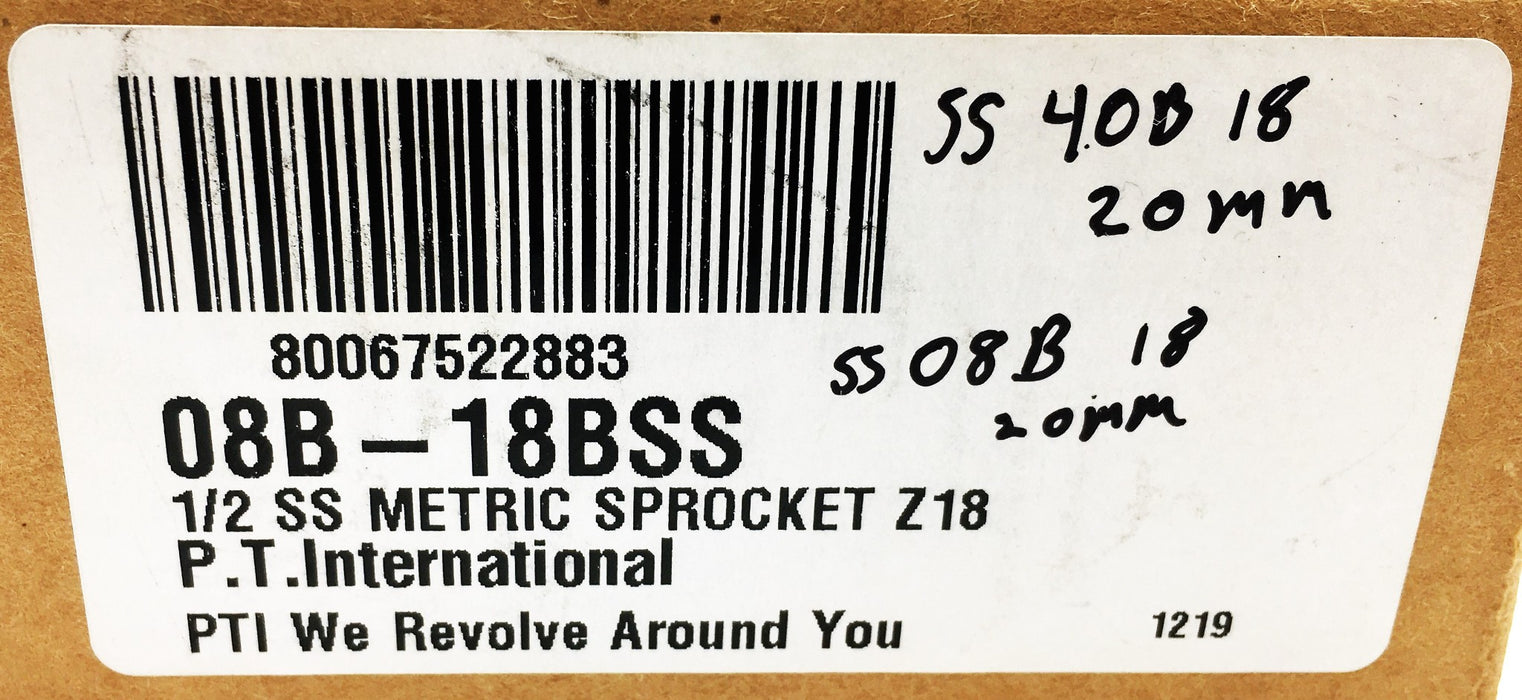 SS 40B 18
20mm
80067522883
SS 08B 18
20mm
08B-18BSS
1/2 SS METRIC SPROCKET Z18
P.T.International
PTI We Revolve Around You
1219